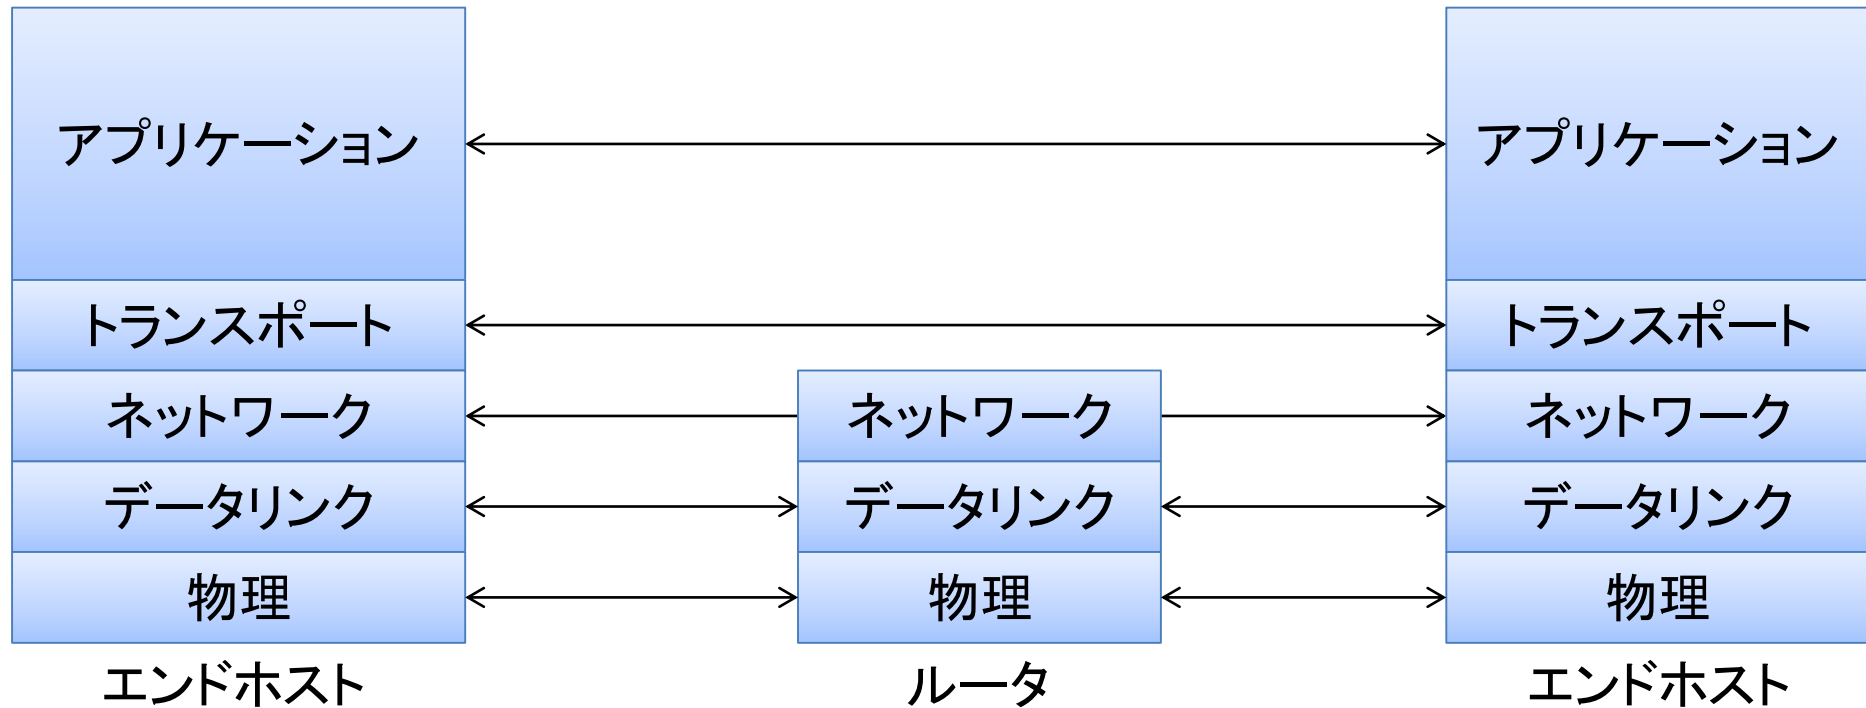 アプリケーション
アプリケーション
トランスポート
トランスポート
ネットワーク
ネットワーク
ネットワーク
データリンク
データリンク
データリンク
物理
物理
物理
エンドホスト
ルータ
エンドホスト